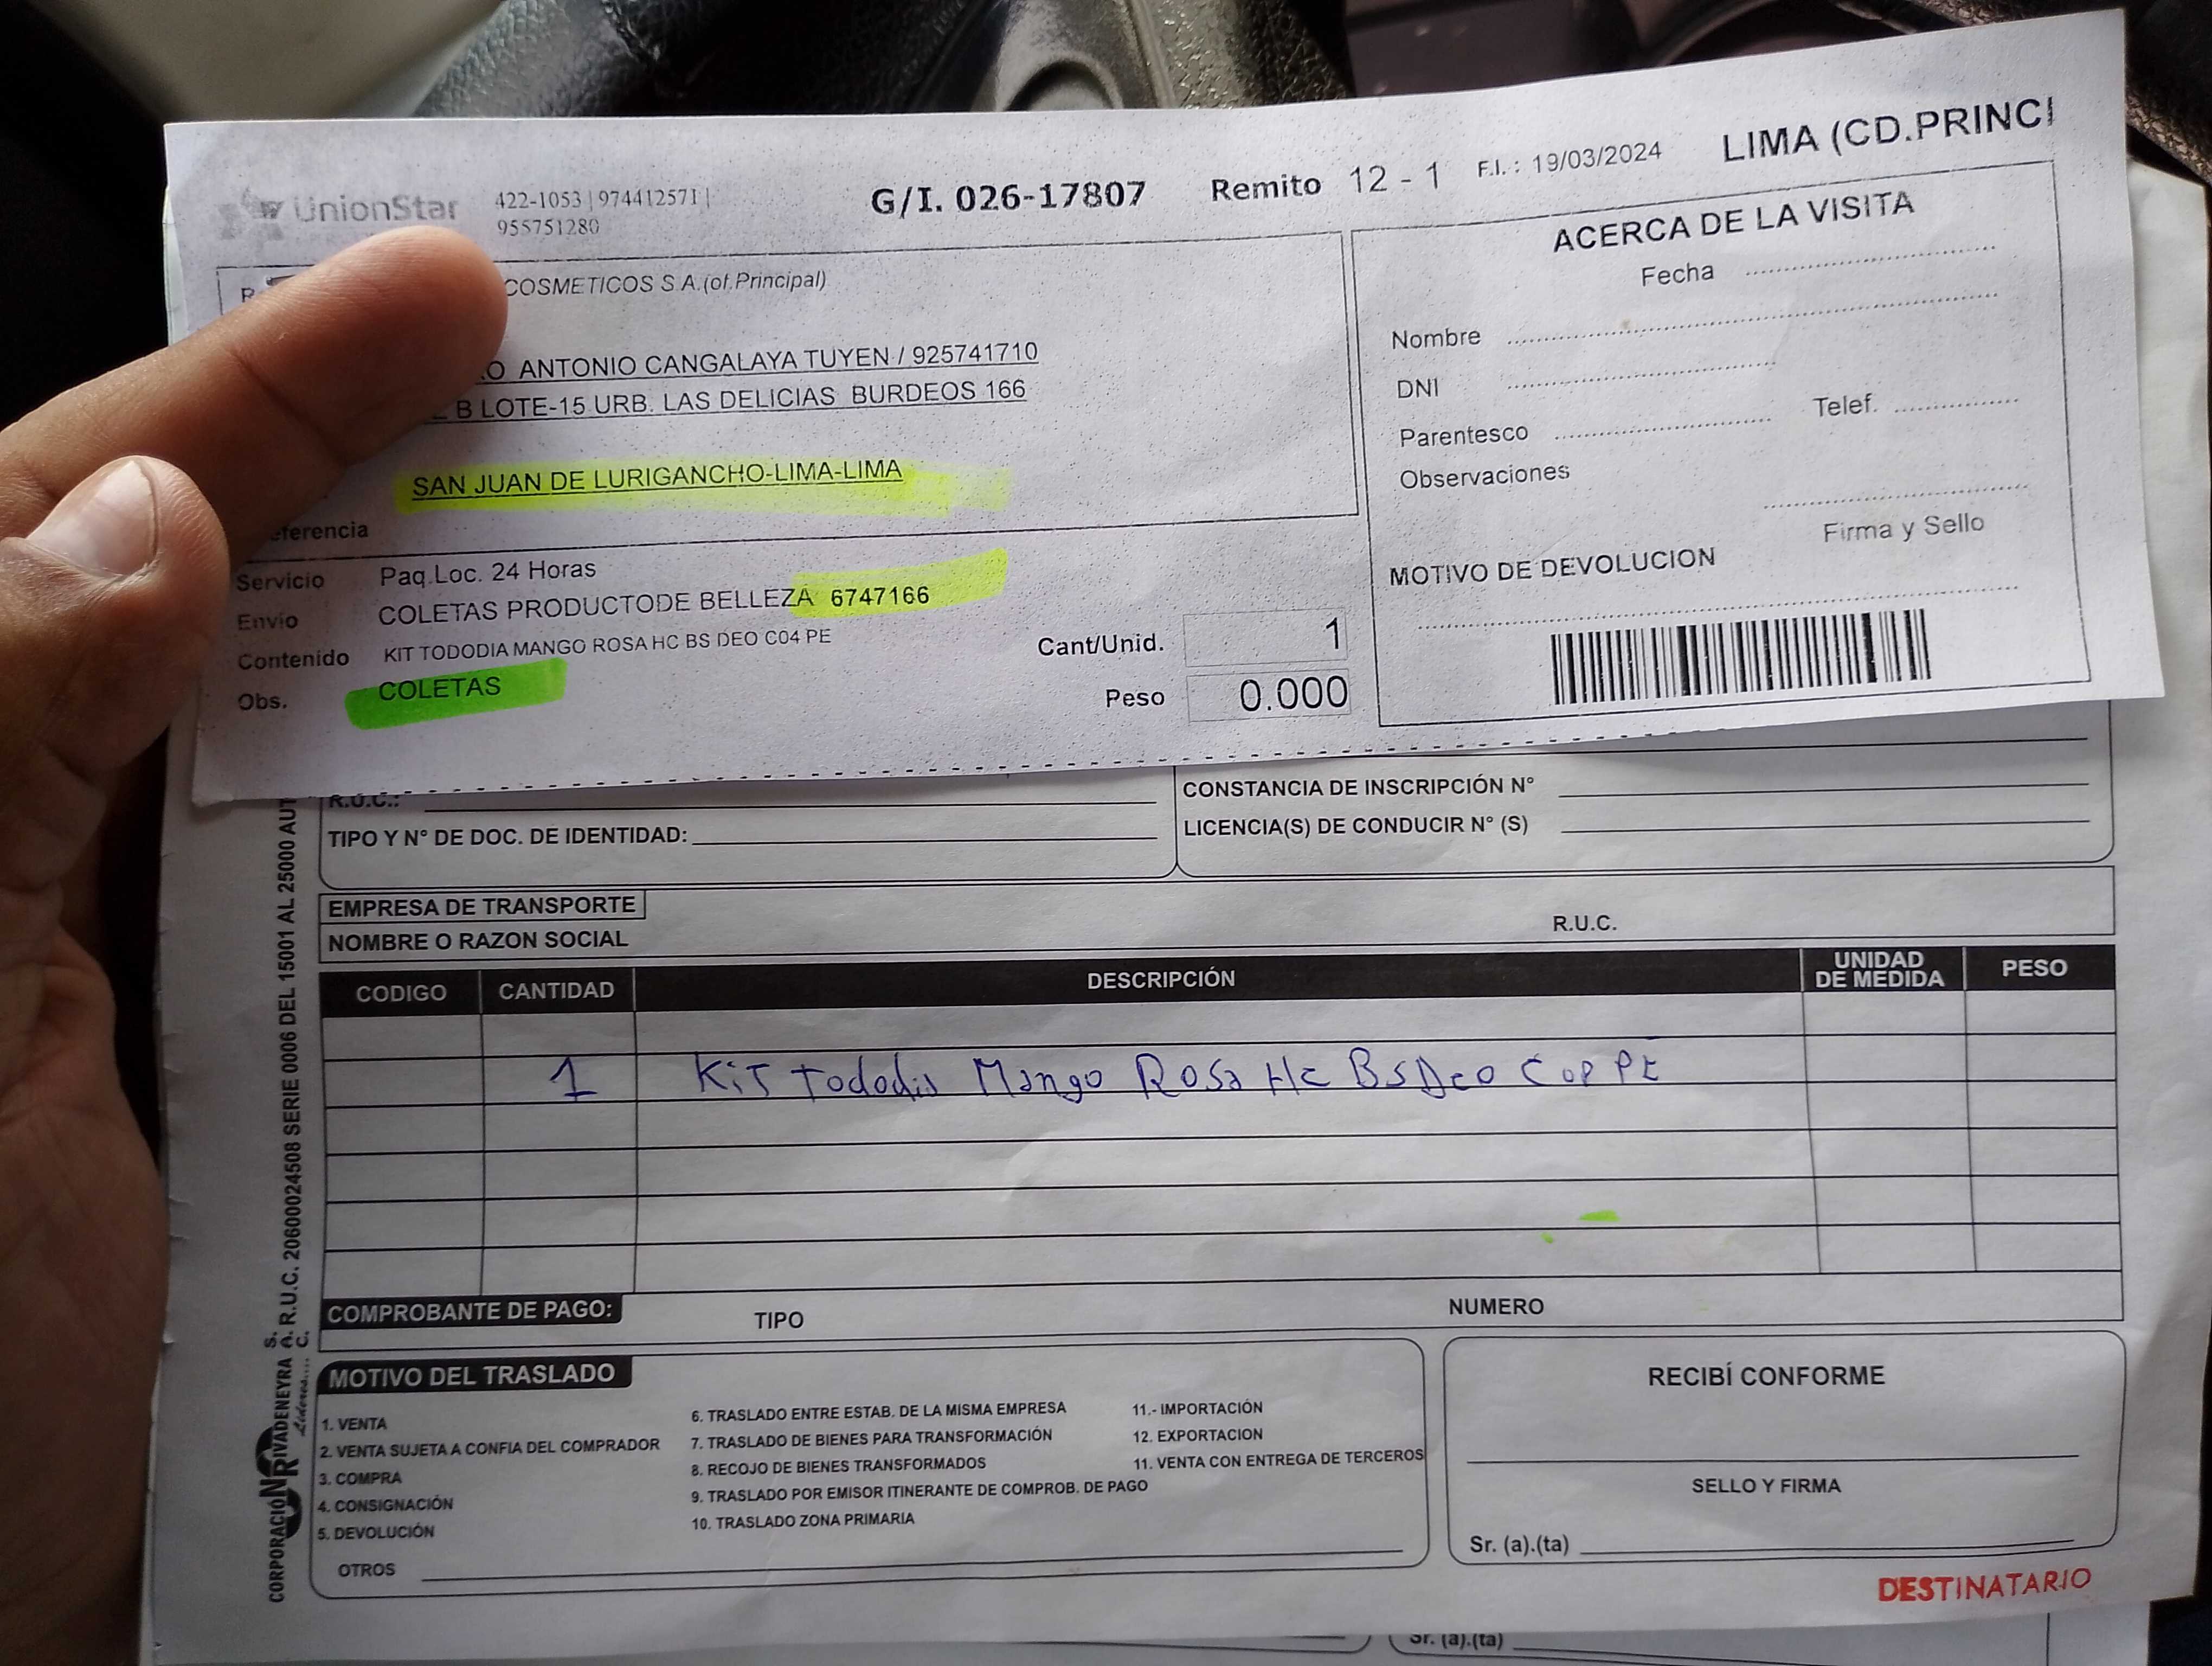 UnionStar
422-1053 | 974412571 |
955751280
G/I. 026-17807
Remito 12 - 1
F.I.: 19/03/2024
LIMA (CD.PRINCI
COSMETICOS S.A.(of.Principal)
ANTONIO CANGALAYA TUYEN / 925741710
B LOTE-15 URB. LAS DELICIAS BURDEOS 166
SAN JUAN DE LURIGANCHO-LIMA-LIMA
Servicio Paq.Loc. 24 Horas
Envío COLETAS PRODUCTODE BELLEZA 6747166
Contenido KIT TODODIA MANGO ROSA HC BS DEO C04 PE
Obs. COLETAS
Cant/Unid. 1
Peso 0.000
ACERCA DE LA VISITA
Fecha
Nombre
DNI
Parentesco Telef.
Observaciones
Firma y Sello
MOTIVO DE DEVOLUCION
R.U.C.:
TIPO Y N° DE DOC. DE IDENTIDAD:
CONSTANCIA DE INSCRIPCIÓN N°
LICENCIA(S) DE CONDUCIR N° (S)
EMPRESA DE TRANSPORTE
NOMBRE O RAZON SOCIAL R.U.C.
CODIGO CANTIDAD DESCRIPCIÓN UNIDAD DE MEDIDA PESO
1 Kit Tododia Mango Rosa Hc BSDeo PE
COMPROBANTE DE PAGO: TIPO NUMERO
MOTIVO DEL TRASLADO
1. VENTA
2. VENTA SUJETA A CONFIA DEL COMPRADOR
3. COMPRA
4. CONSIGNACIÓN
5. DEVOLUCIÓN
6. TRASLADO ENTRE ESTAB. DE LA MISMA EMPRESA
7. TRASLADO DE BIENES PARA TRANSFORMACIÓN
8. RECOJO DE BIENES TRANSFORMADOS
9. TRASLADO POR EMISOR ITINERANTE DE COMPROB. DE PAGO
10. TRASLADO ZONA PRIMARIA
11.- IMPORTACIÓN
12. EXPORTACION
11. VENTA CON ENTREGA DE TERCEROS
OTROS
RECIBÍ CONFORME
SELLO Y FIRMA
Sr. (a).(ta)
DESTINATARIO
Sr. (a).(ta)
CORPORACIÓN RIVADENEYRA S.A.C. R.U.C. 20600024508 SERIE 0006 DEL 15001 AL 25000
Líderes...